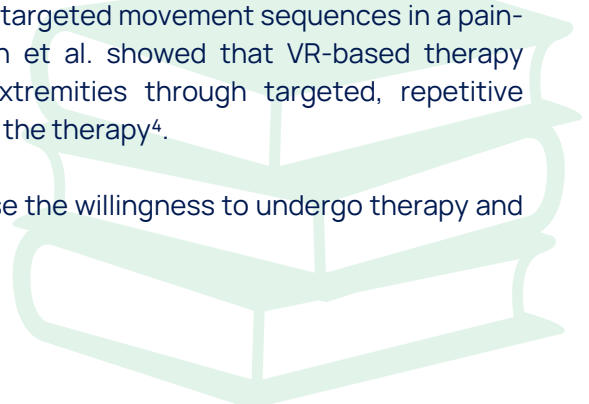 targeted movement sequences in a pain-
et al. showed that VR-based therapy
xtremities through targeted, repetitive
the therapy⁴.
the willingness to undergo therapy and